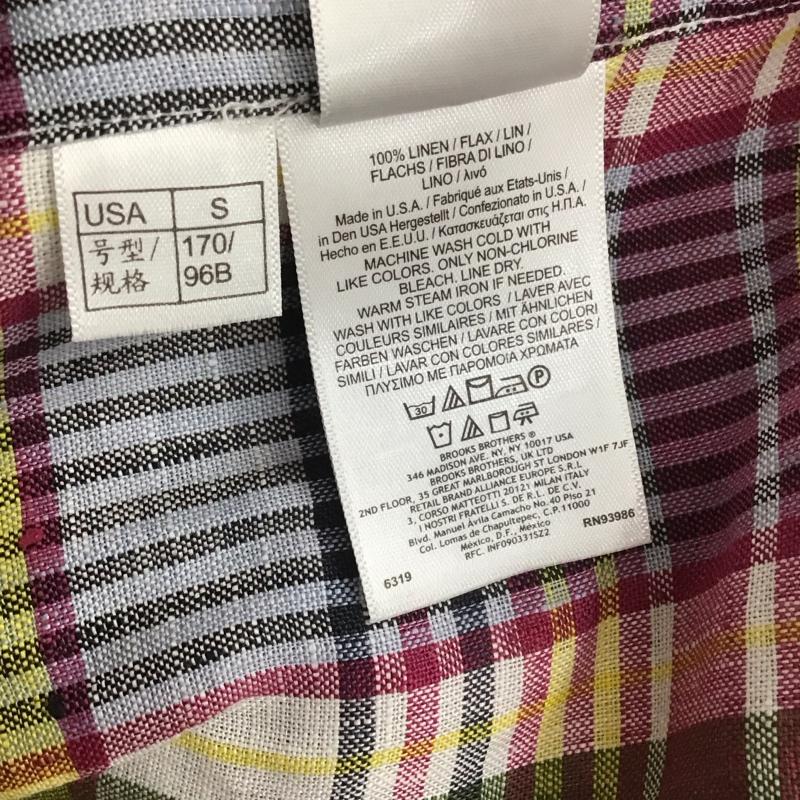 USA S
号型/ 170/
规格 96B
100% LINEN / FLAX / LIN /
FLACHS / FIBRA DI LINO /
LINO / λινό
Made in U.S.A. / Fabriqué aux Etats-Unis /
in Den USA Hergestellt / Confezionato in U.S.A. /
Hecho en E.E.U.U. / Κατασκευάζεται στις Η.Π.Α.
MACHINE WASH COLD WITH
LIKE COLORS. ONLY NON-CHLORINE
BLEACH. LINE DRY.
WARM STEAM IRON IF NEEDED.
WASH WITH LIKE COLORS / LAVER AVEC
COULEURS SIMILAIRES / MIT ÄHNLICHEN
FARBEN WASCHEN / LAVARE CON COLORI
SIMILI / LAVAR CON COLORES SIMILARES /
ΠΛΥΣΙΜΟ ΜΕ ΠΑΡΟΜΟΙΑ ΧΡΩΜΑΤΑ
30 P
BROOKS BROTHERS ®
346 MADISON AVE. NY, NY 10017 USA
BROOKS BROTHERS, UK LTD
2ND FLOOR, 35 GREAT MARLBOROUGH ST LONDON W1F 7JF
RETAIL BRAND ALLIANCE EUROPE S.R.L
3, CORSO MATTEOTTI 20121 MILAN ITALY
I NOSTRI FRATELLI S. DE R.L. DE C.V.
Blvd. Manuel Ávila Camacho No. 40 Piso 21
Col. Lomas de Chapultepec, C.P. 11000
México, D.F., México
RFC. INF090331SZ2
RN93986
6319